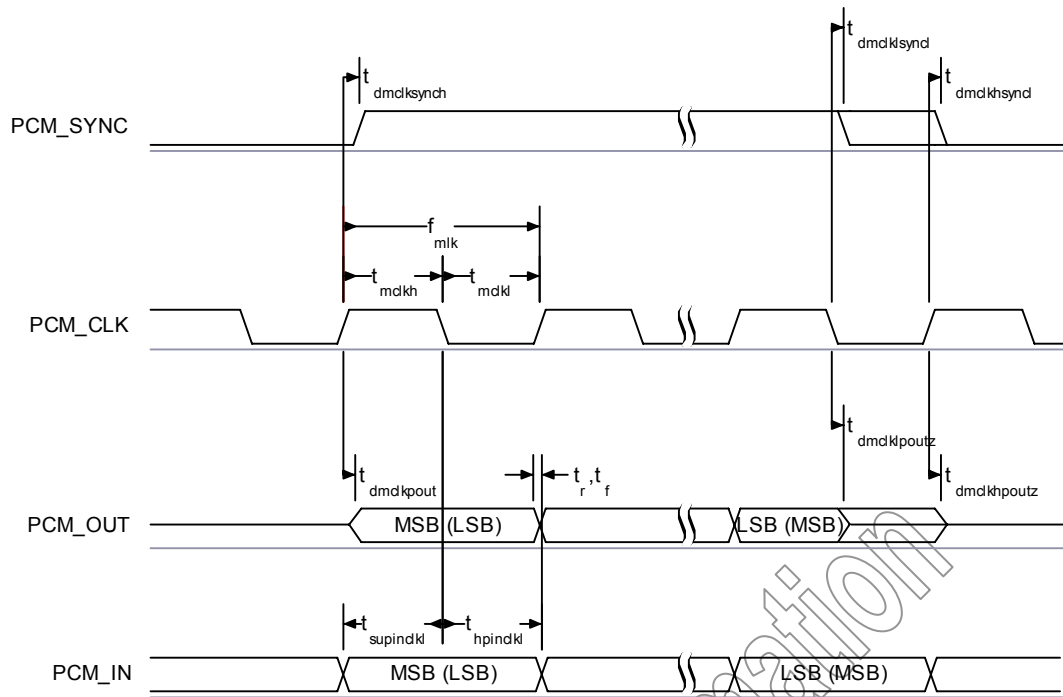 t dmclklsyncl
t dmclksynch
t dmclkhsyncl
PCM_SYNC
f mlk
t mclkh
t mclkl
PCM_CLK
t dmclklpoutz
t dmclkpout
t r ,t f
t dmclkhpoutz
PCM_OUT
MSB (LSB)
LSB (MSB)
t supinclkl
t hpinclkl
PCM_IN
MSB (LSB)
LSB (MSB)
mation